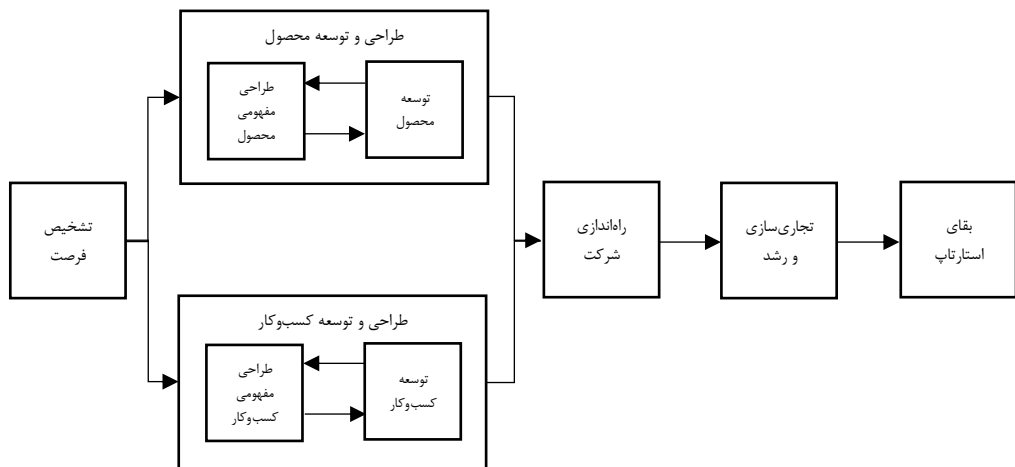 طراحی و توسعه محصول
طراحی
مفهومی
محصول
توسعه
محصول
تشخیص
فرصت
راه‌اندازی
شرکت
تجاری‌سازی
و رشد
بقای
استارتاپ
طراحی و توسعه کسب‌وکار
طراحی
مفهومی
کسب‌وکار
توسعه
کسب‌وکار